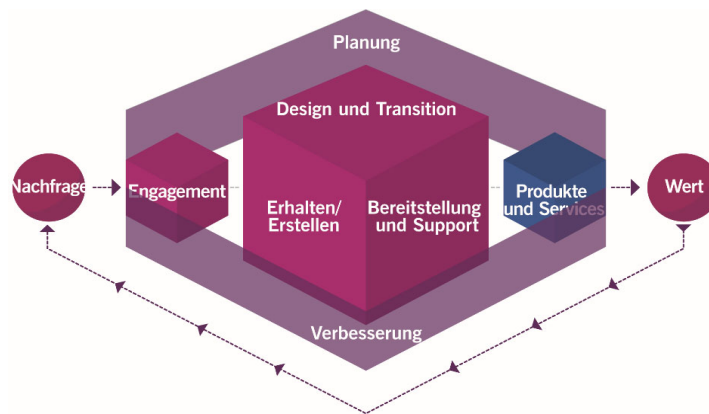 Planung
Design und Transition
Nachfrage
Engagement
Erhalten/
Erstellen
Bereitstellung
und Support
Produkte
und Services
Wert
Verbesserung